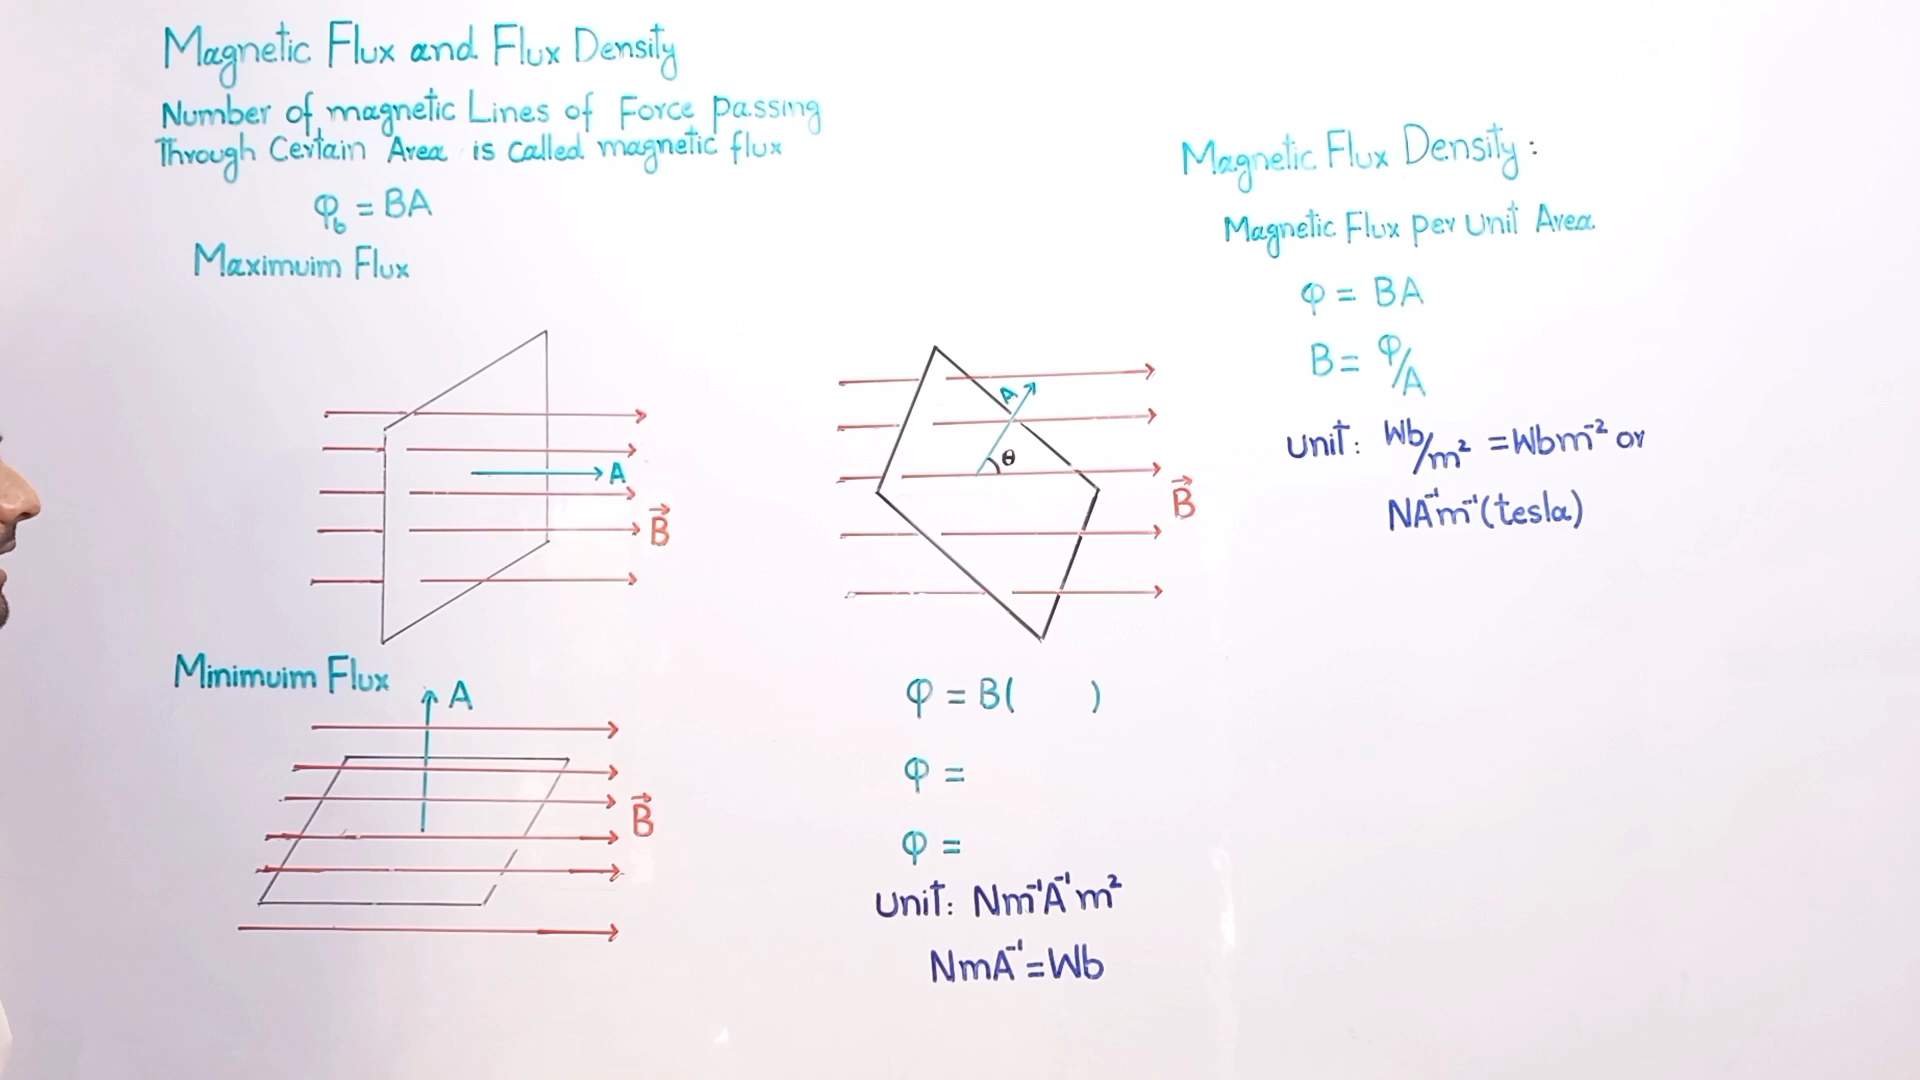 Magnetic Flux and Flux Density
Number of magnetic Lines of Force passing
Through Certain Area is called magnetic flux
φb = BA
Maximuim Flux
A
B⃗
Minimuim Flux
A
B⃗
A
θ
B⃗
φ = B( )
φ =
φ =
Unit: Nm⁻¹A⁻¹m²
NmA⁻¹=Wb
Magnetic Flux Density:
Magnetic Flux per Unit Area
φ = BA
B = φ/A
Unit: Wb/m² = Wbm⁻² or
NA⁻¹m⁻¹(tesla)